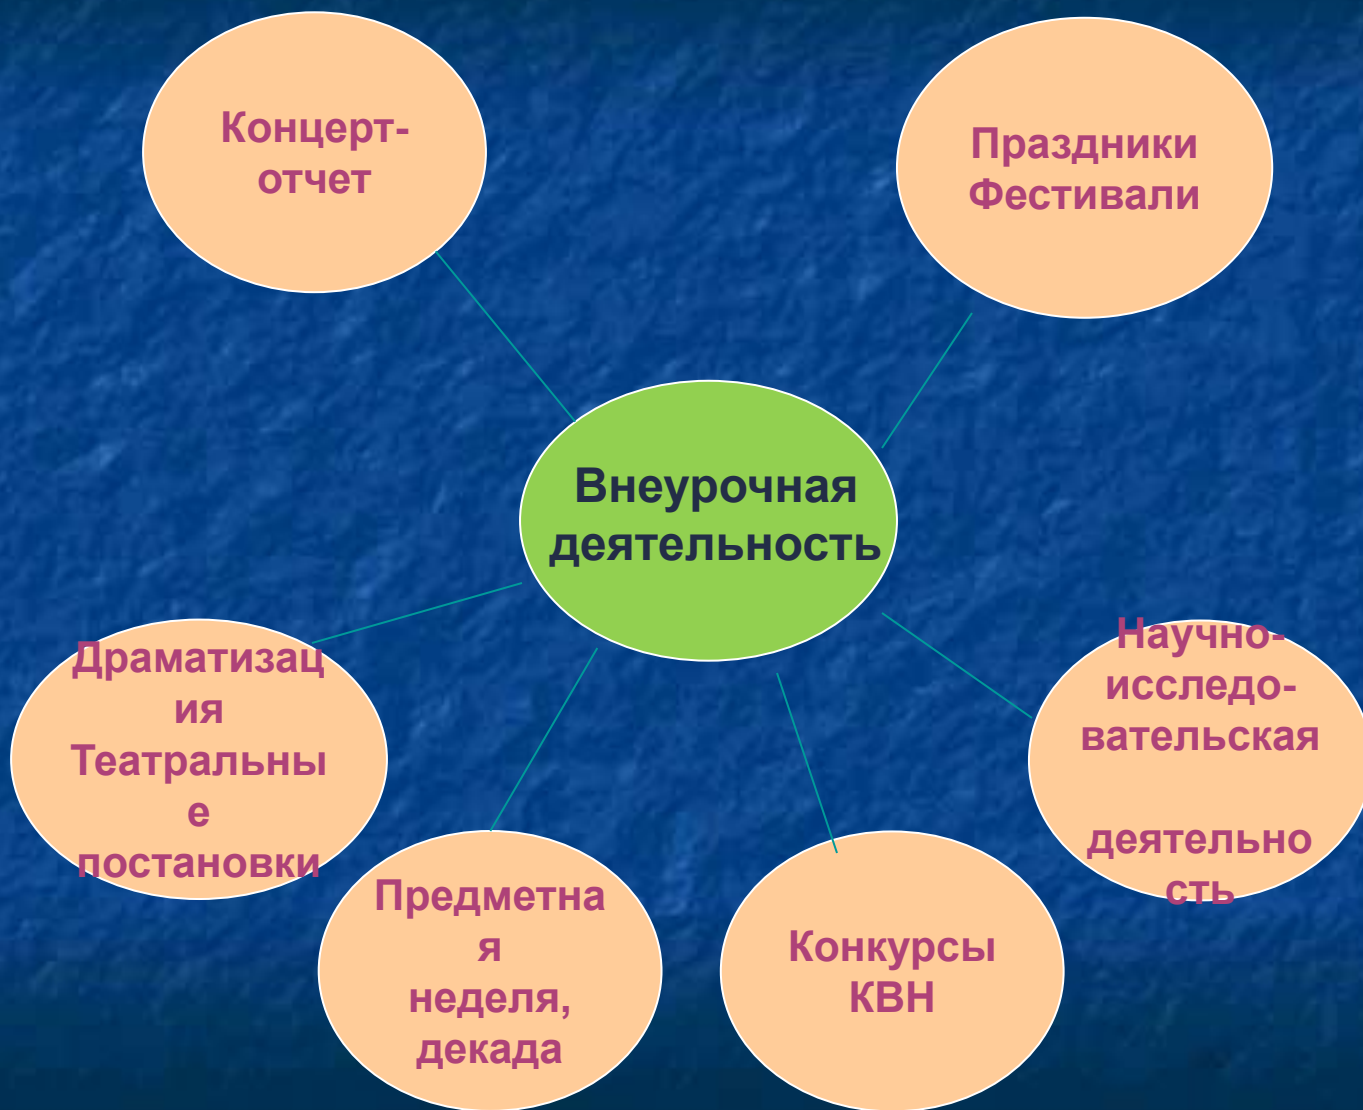 Концерт-
отчет
Праздники
Фестивали
Внеурочная
деятельность
Драматизац
ия
Театральны
е
постановки
Научно-
исследо-
вательская
деятельно
сть
Предметна
я
неделя,
декада
Конкурсы
КВН